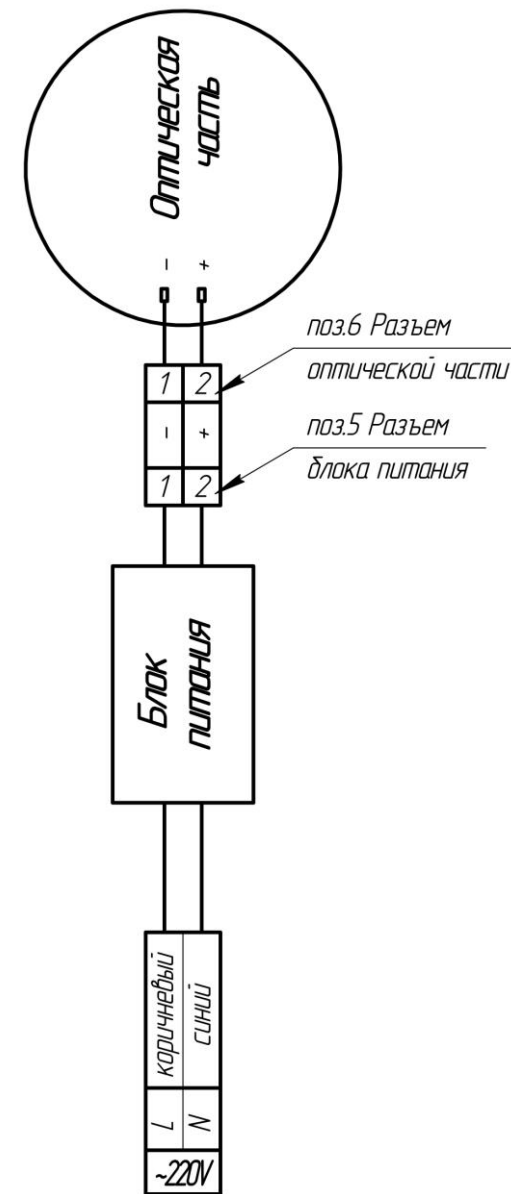 Оптическая
часть
- +
поз.6 Разъем
оптической части
1 2
- +
поз.5 Разъем
блока питания
1 2
Блок
питания
коричневый
синий
L N
~220V